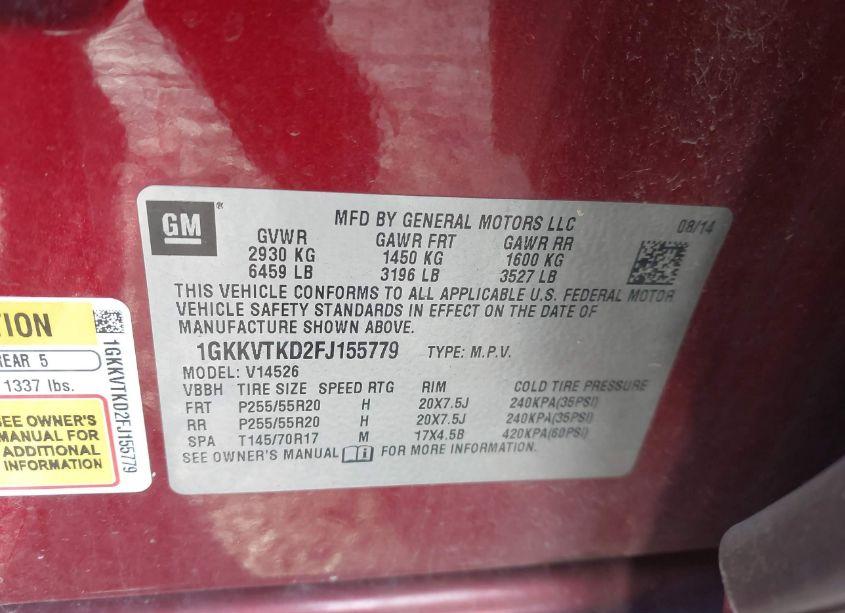 GM
MFD BY GENERAL MOTORS LLC 08/14
GVWR GAWR FRT GAWR RR
2930 KG 1450 KG 1600 KG
6459 LB 3196 LB 3527 LB
THIS VEHICLE CONFORMS TO ALL APPLICABLE U.S. FEDERAL MOTOR
VEHICLE SAFETY STANDARDS IN EFFECT ON THE DATE OF
MANUFACTURE SHOWN ABOVE.
1GKKVTKD2FJ155779 TYPE: M.P.V.
MODEL: V14526
VBBH TIRE SIZE SPEED RTG RIM COLD TIRE PRESSURE
FRT P255/55R20 H 20X7.5J 240KPA(35PSI)
RR P255/55R20 H 20X7.5J 240KPA(35PSI)
SPA T145/70R17 M 17X4.5B 420KPA(60PSI)
SEE OWNER'S MANUAL i FOR MORE INFORMATION.
REAR 5
1337 lbs.
SEE OWNER'S
MANUAL FOR
ADDITIONAL
INFORMATION
1GKKVTKD2FJ155779